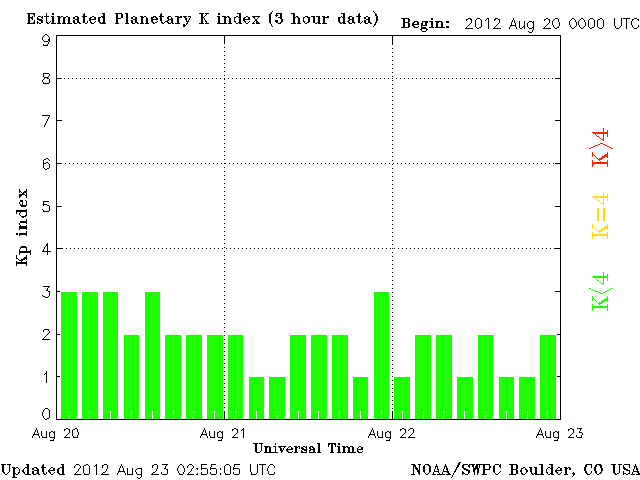 Estimated Planetary K index (3 hour data) Begin: 2012 Aug 20 0000 UTC
9
8
7
6
5
4
3
2
1
0
Kp index
K>4
K=4
K<4
Aug 20 Aug 21 Aug 22 Aug 23
Universal Time
Updated 2012 Aug 23 02:55:05 UTC NOAA/SWPC Boulder, CO USA